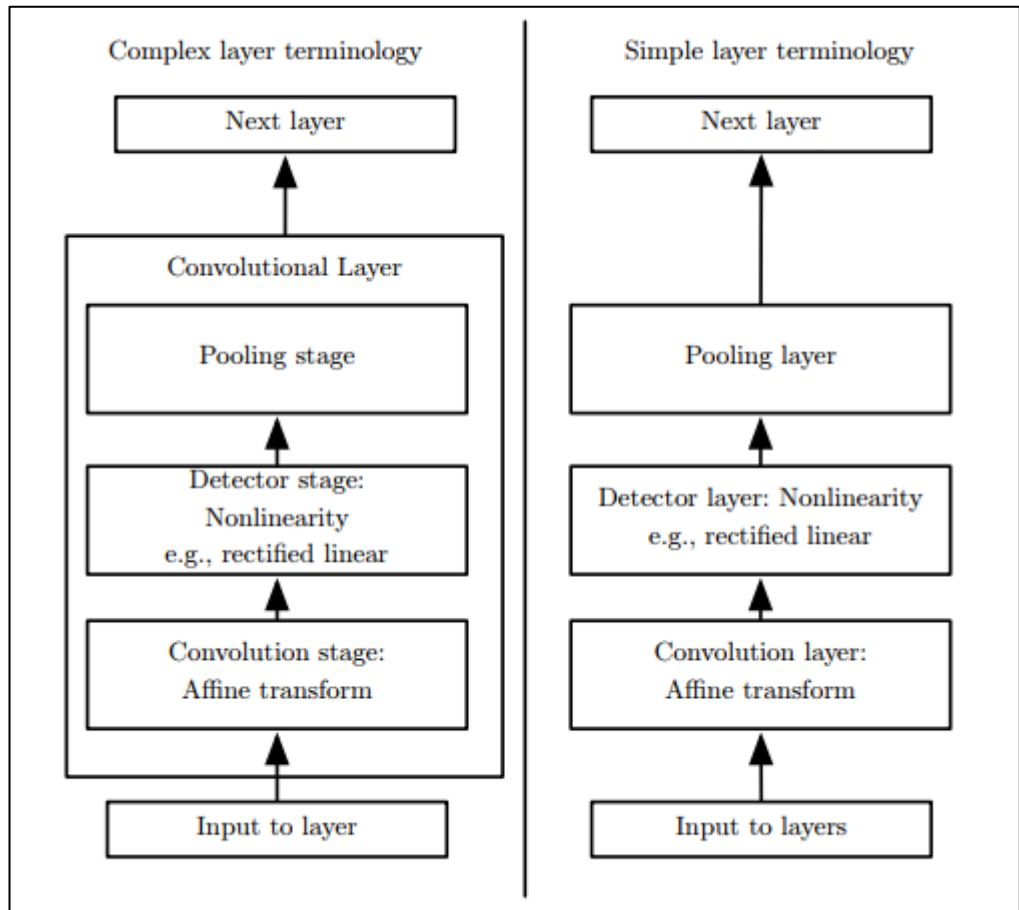 Complex layer terminology
Next layer
Convolutional Layer
Pooling stage
Detector stage:
Nonlinearity
e.g., rectified linear
Convolution stage:
Affine transform
Input to layer
Simple layer terminology
Next layer
Pooling layer
Detector layer: Nonlinearity
e.g., rectified linear
Convolution layer:
Affine transform
Input to layers